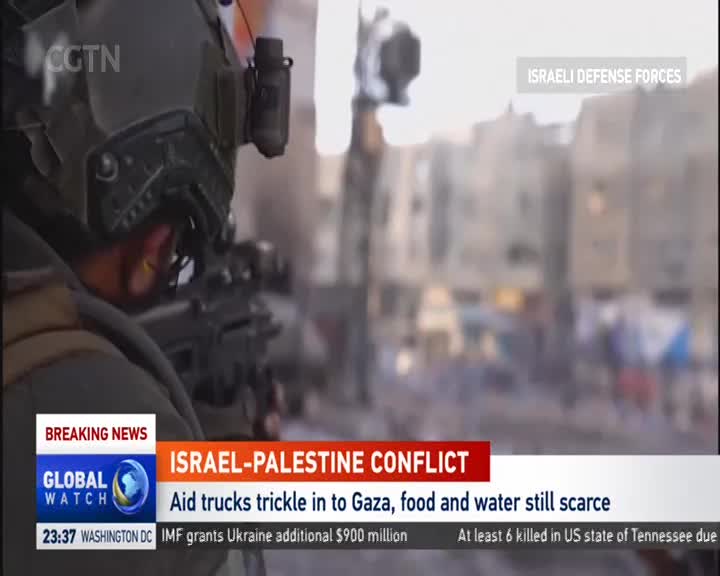 CGTN
ISRAELI DEFENSE FORCES
BREAKING NEWS
ISRAEL-PALESTINE CONFLICT
GLOBAL
WATCH
Aid trucks trickle in to Gaza, food and water still scarce
23:37 WASHINGTON DC
IMF grants Ukraine additional $900 million
At least 6 killed in US state of Tennessee due